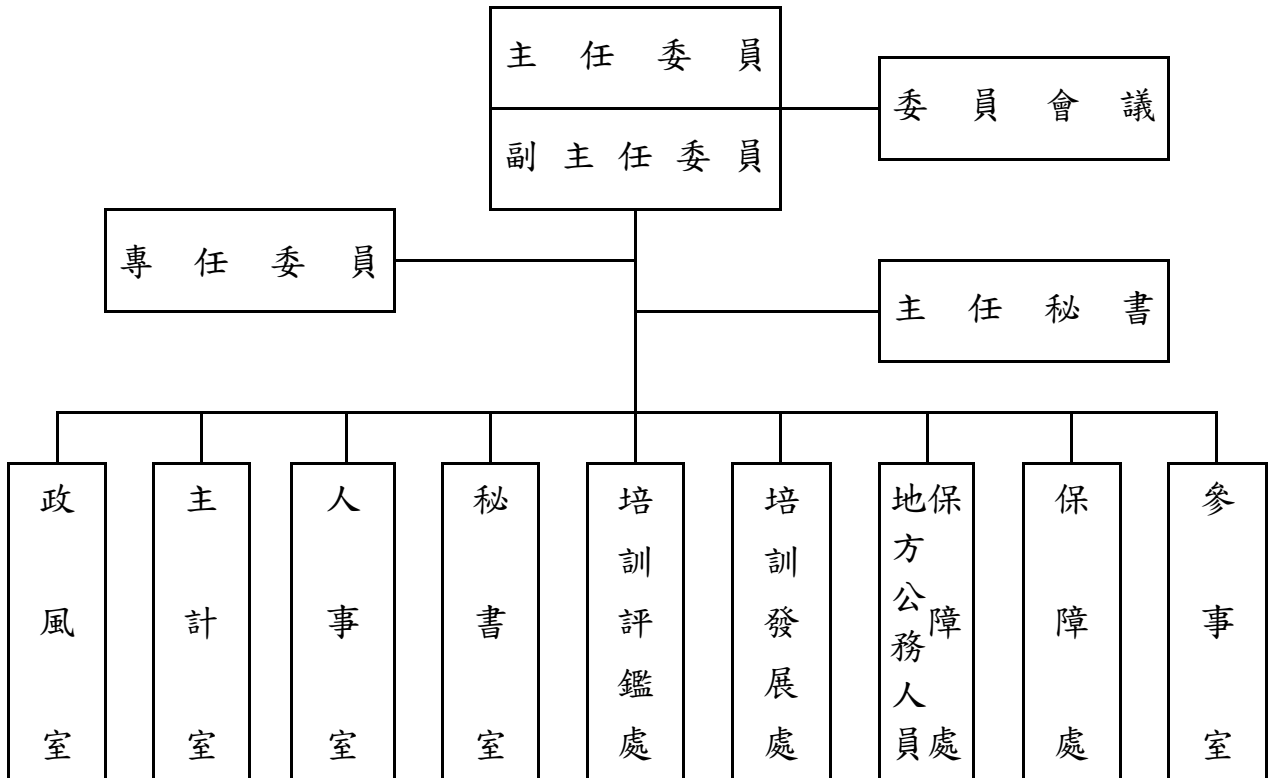 主任委員
副主任委員
委員會議
專任委員
主任秘書
政風室
主計室
人事室
秘書室
培訓評鑑處
培訓發展處
地方公務人員
保障處
保障處
參事室